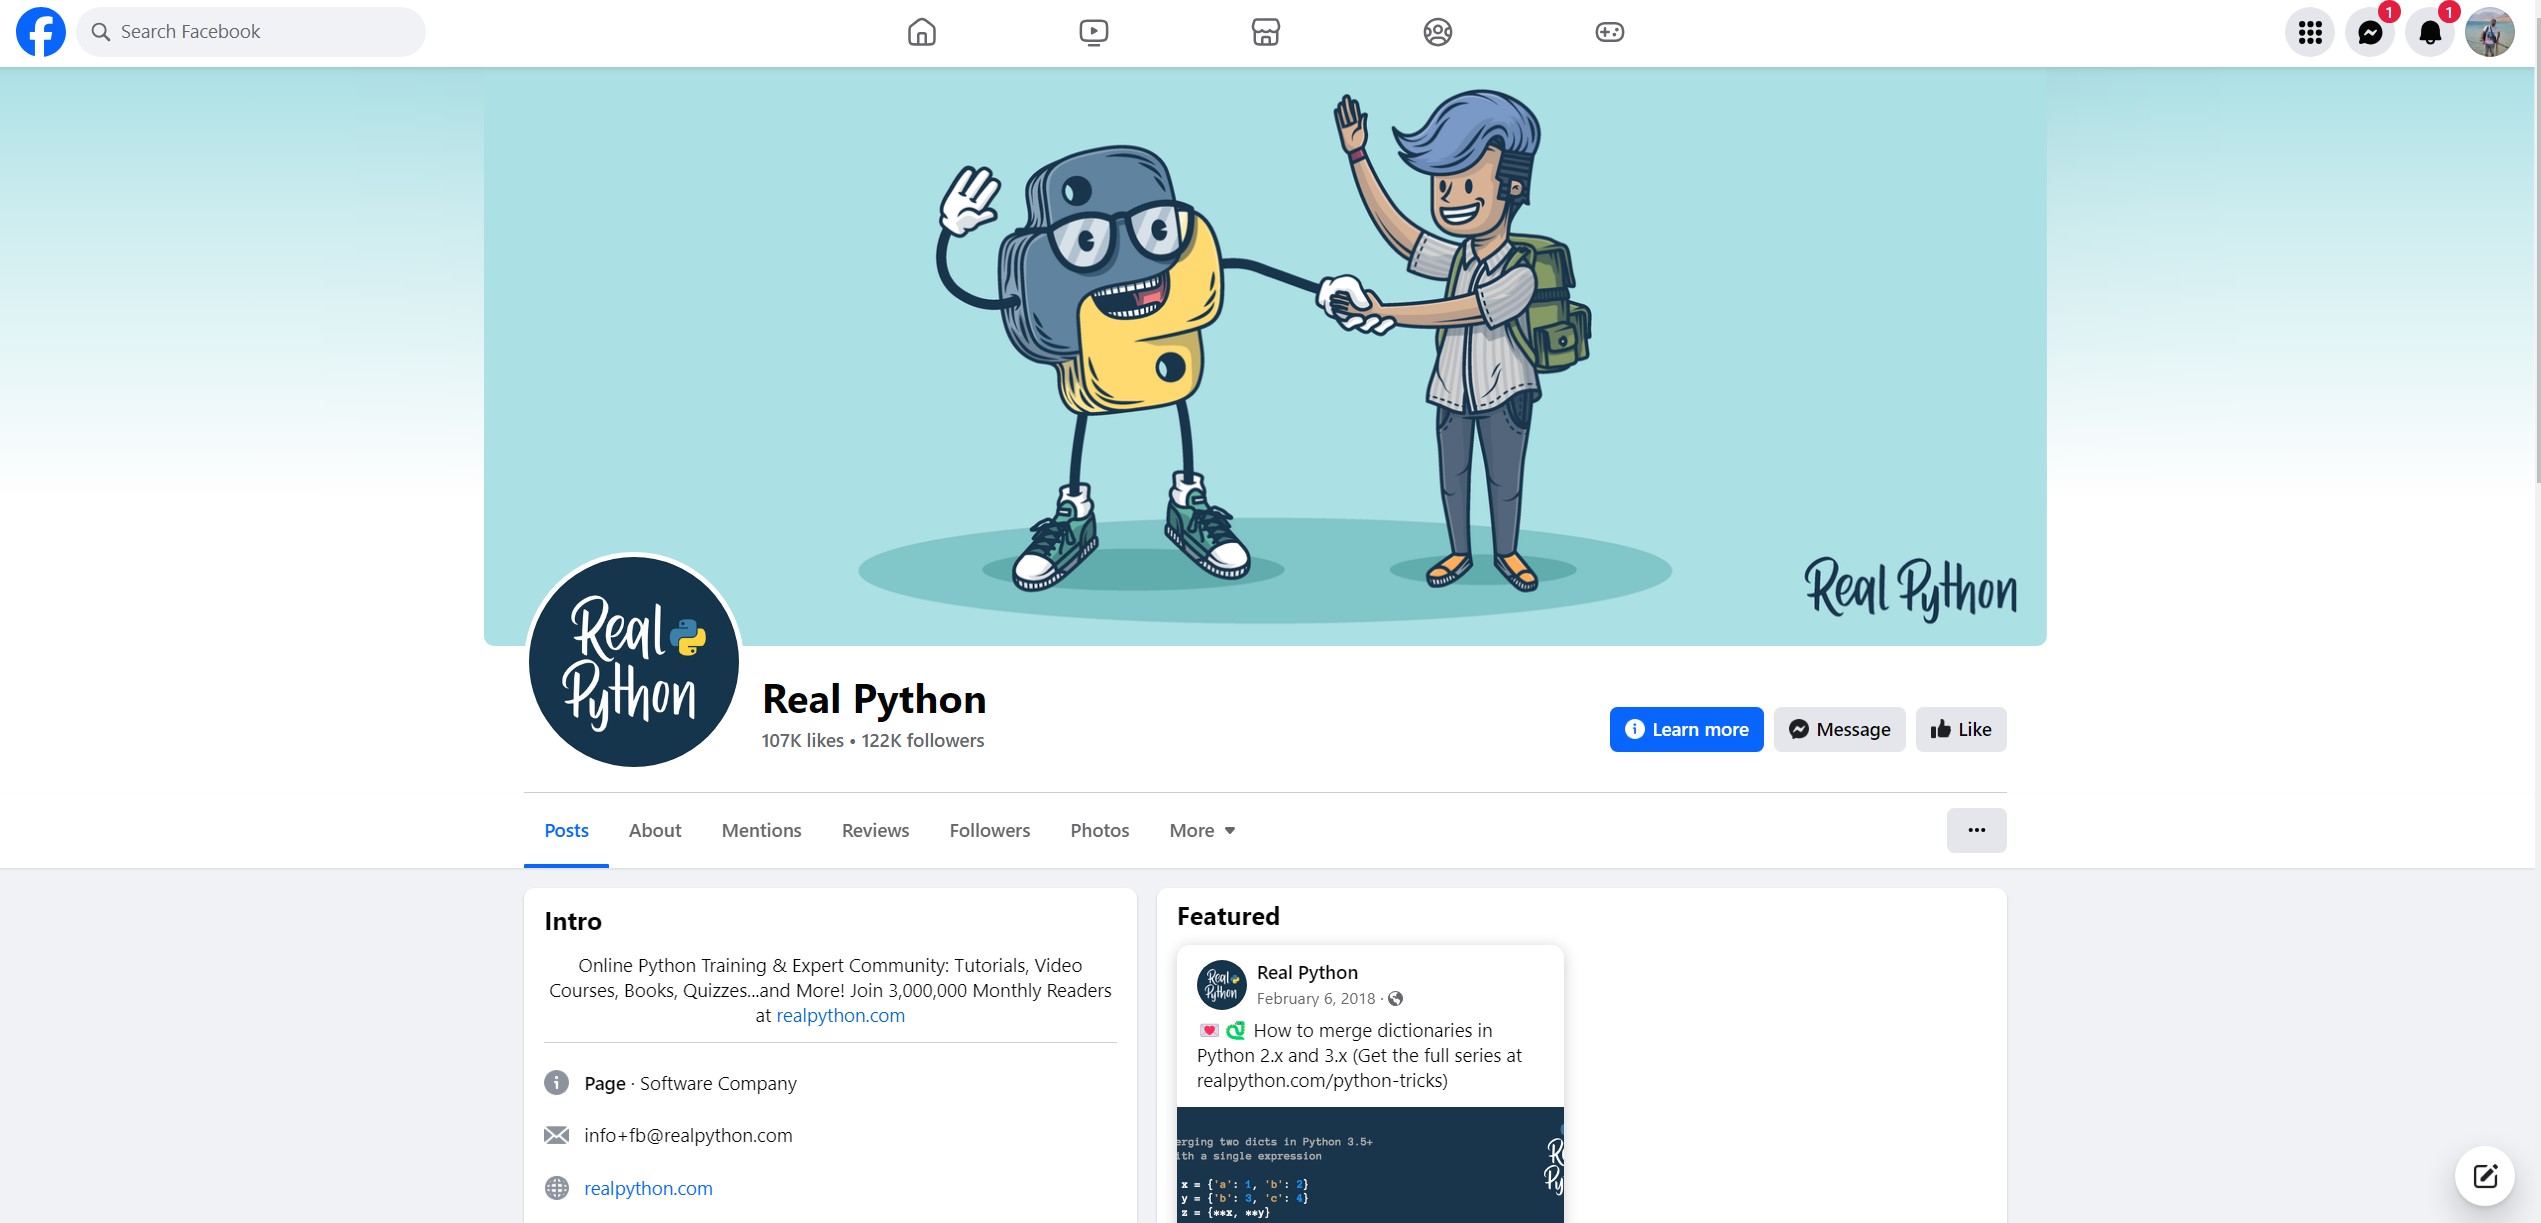 Search Facebook
1
1
Real Python
Real
Python
Real Python
107K likes • 122K followers
Learn more
Message
Like
Posts
About
Mentions
Reviews
Followers
Photos
More
Intro
Online Python Training & Expert Community: Tutorials, Video
Courses, Books, Quizzes...and More! Join 3,000,000 Monthly Readers
at realpython.com
Page · Software Company
info+fb@realpython.com
realpython.com
Featured
Real
Python
Real Python
February 6, 2018 ·
How to merge dictionaries in
Python 2.x and 3.x (Get the full series at
realpython.com/python-tricks)
erging two dicts in Python 3.5+
ith a single expression
x = {'a': 1, 'b': 2}
y = {'b': 3, 'c': 4}
z = {**x, **y}